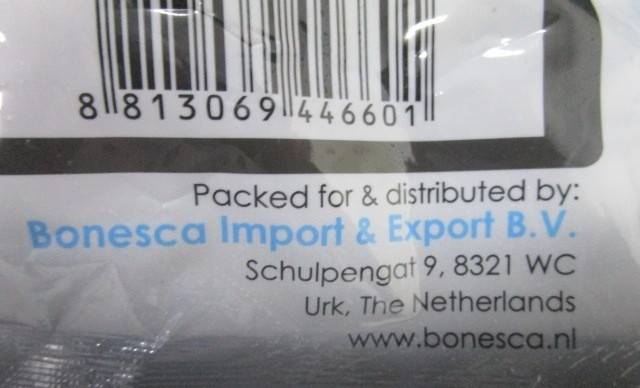 8 813069 446601
Packed for & distributed by:
Bonesca Import & Export B.V.
Schulpengat 9, 8321 WC
Urk, The Netherlands
www.bonesca.nl